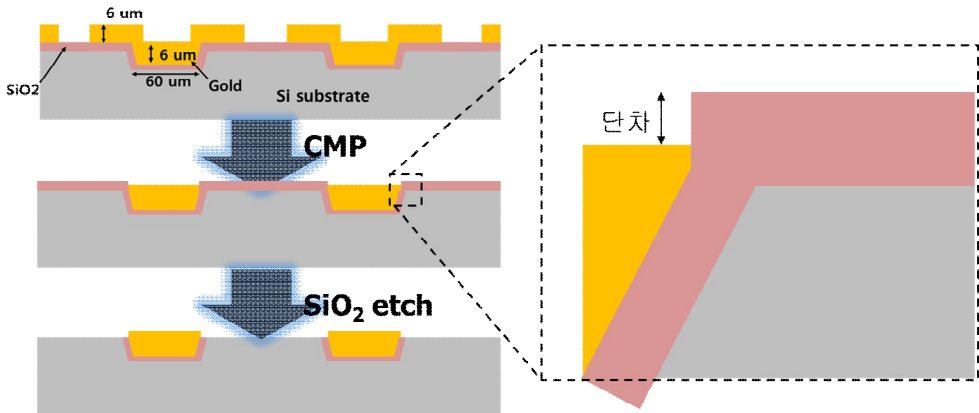 6 um
6 um
SiO2
60 um
Gold
Si substrate
CMP
단차
SiO₂ etch